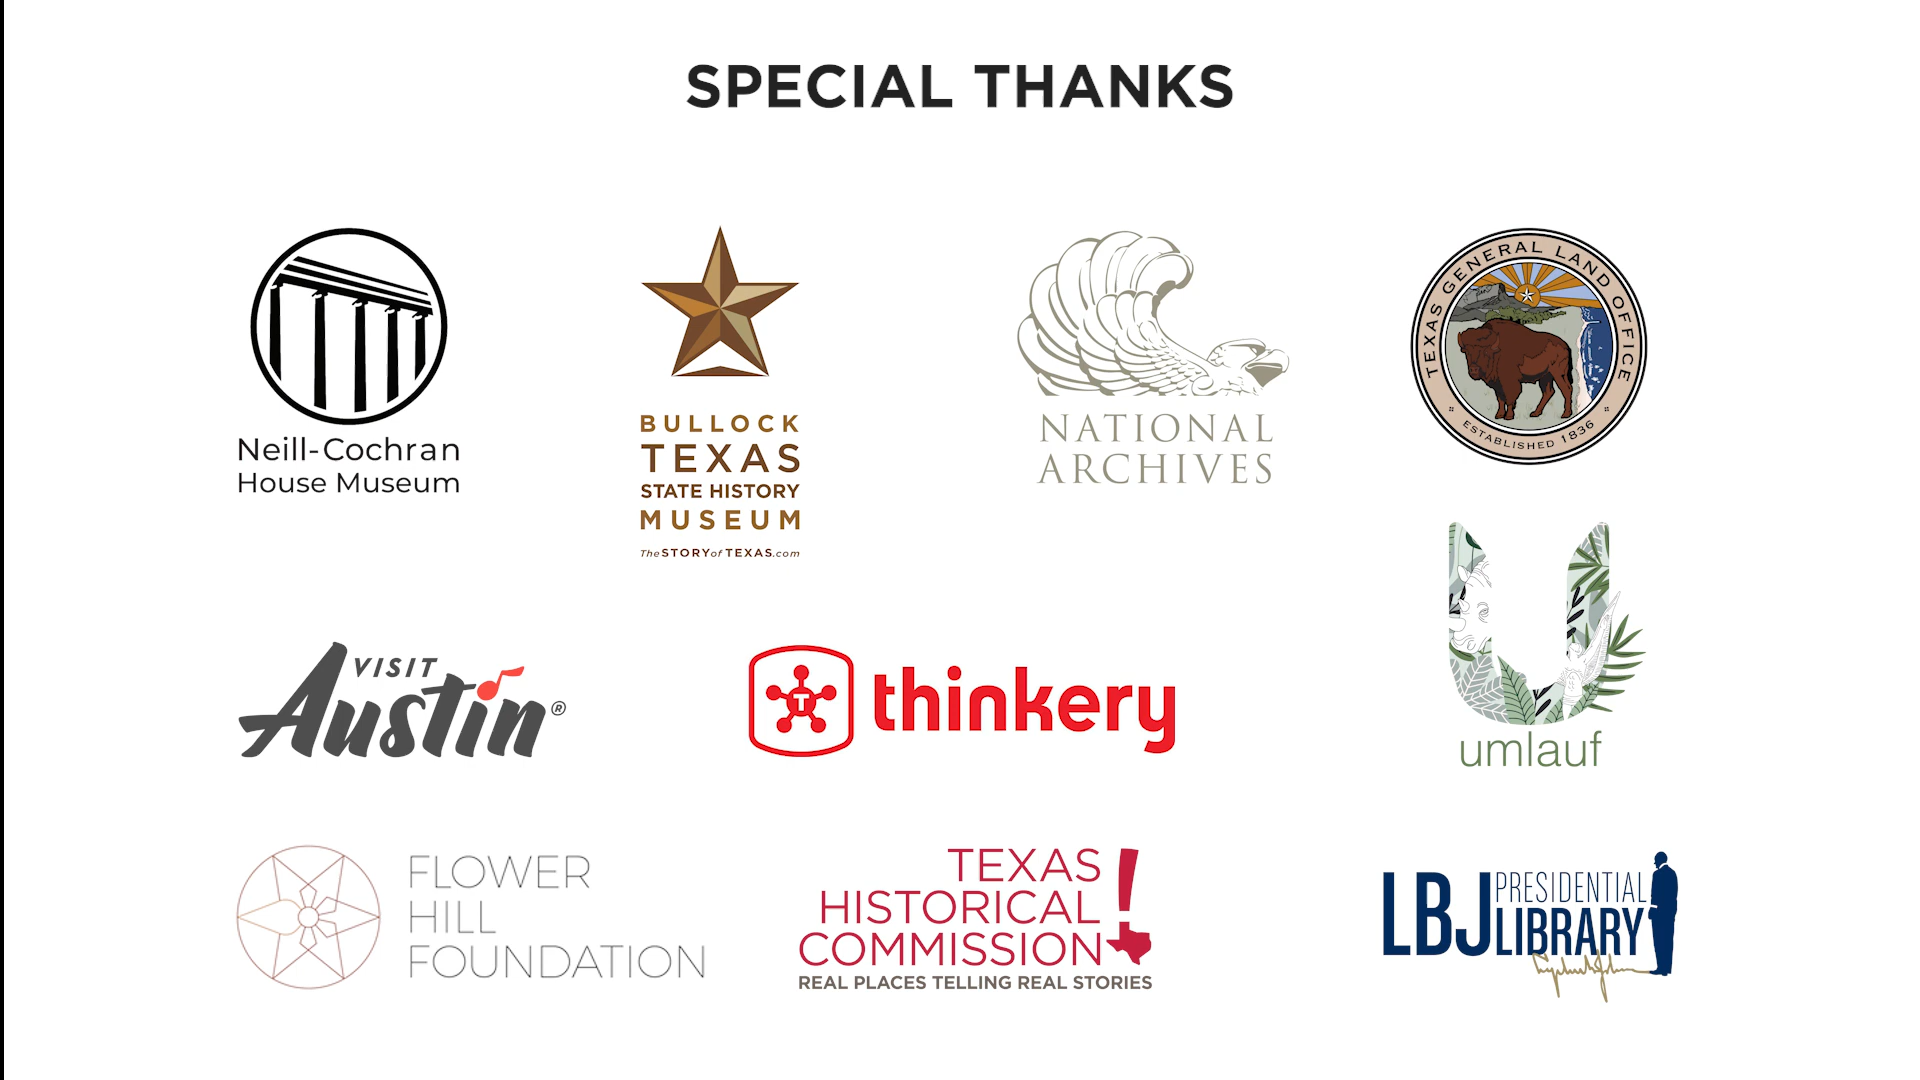 SPECIAL THANKS
Neill-Cochran
House Museum
BULLOCK
TEXAS
STATE HISTORY
MUSEUM
TheSTORYofTEXAS.com
NATIONAL
ARCHIVES
TEXAS GENERAL LAND OFFICE
ESTABLISHED 1836
VISIT
Austin®
T
thinkery
umlauf
FLOWER
HILL
FOUNDATION
TEXAS
HISTORICAL
COMMISSION!
REAL PLACES TELLING REAL STORIES
LBJ PRESIDENTIAL
LIBRARY